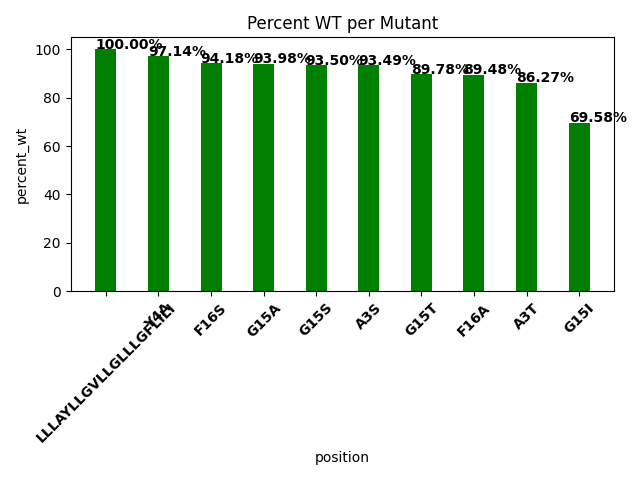 Percent WT per Mutant
percent_wt
100
80
60
40
20
0
100.00%
97.14%
94.18%
93.98%
93.50%
93.49%
89.78%
89.48%
86.27%
69.58%
LLLAYLLGVLLGLLLGFLILI
Y4A
F16S
G15A
G15S
A3S
G15T
F16A
A3T
G15I
position